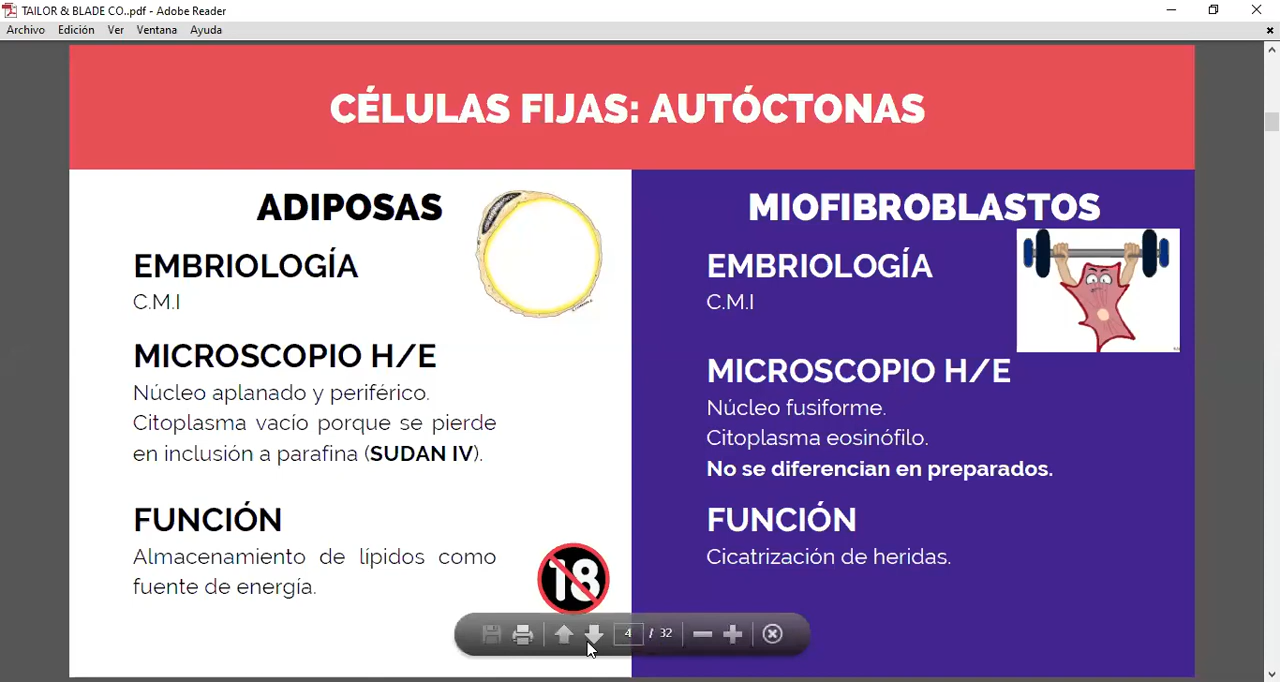 TAILOR & BLADE CO..pdf - Adobe Reader
Archivo Edición Ver Ventana Ayuda
CÉLULAS FIJAS: AUTÓCTONAS
ADIPOSAS
EMBRIOLOGÍA
C.M.I
MICROSCOPIO H/E
Núcleo aplanado y periférico.
Citoplasma vacío porque se pierde
en inclusión a parafina (SUDAN IV).
FUNCIÓN
Almacenamiento de lípidos como
fuente de energía.
18
MIOFIBROBLASTOS
EMBRIOLOGÍA
C.M.I
MICROSCOPIO H/E
Núcleo fusiforme.
Citoplasma eosinófilo.
No se diferencian en preparados.
FUNCIÓN
Cicatrización de heridas.
4 / 32